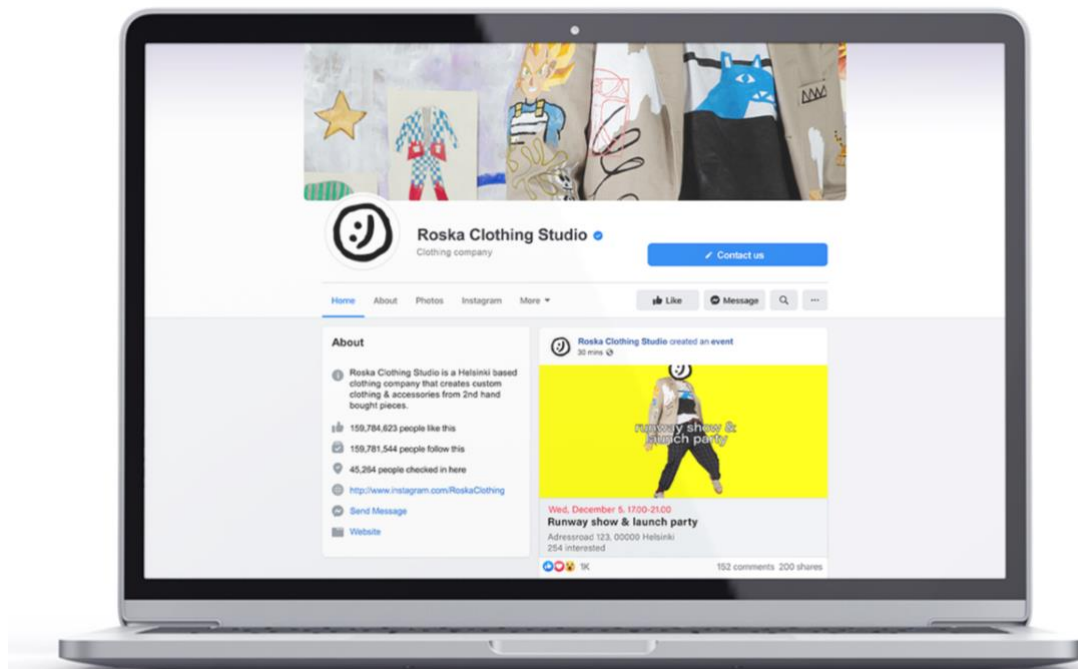 Roska Clothing Studio
Clothing company
Contact us
Home About Photos Instagram More
Like Message
About
Roska Clothing Studio is a Helsinki based
clothing company that creates custom
clothing & accessories from 2nd hand
bought pieces.
159,784,623 people like this
159,781,544 people follow this
45,264 people checked in here
http://www.instagram.com/RoskaClothing
Send Message
Website
Roska Clothing Studio created an event
30 mins
runway show &
launch party
Wed, December 5, 17.00-21.00
Runway show & launch party
Adressroad 123, 00000 Helsinki
254 interested
1K 152 comments 200 shares